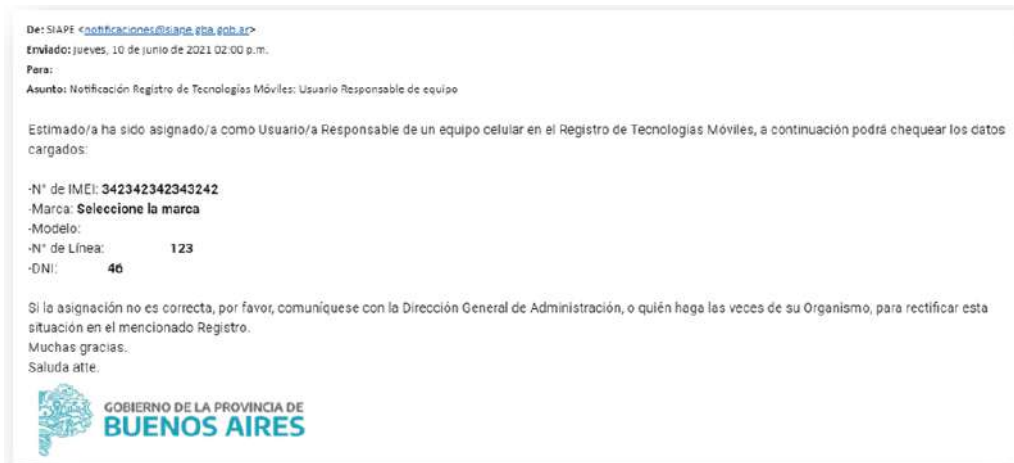 De: SIAPE <notificaciones@siape.gba.gob.ar>
Enviado: jueves, 10 de junio de 2021 02:00 p.m.
Para:
Asunto: Notificación Registro de Tecnologías Móviles: Usuario Responsable de equipo
Estimado/a ha sido asignado/a como Usuario/a Responsable de un equipo celular en el Registro de Tecnologías Móviles, a continuación podrá chequear los datos
cargados:
-N° de IMEI: 342342342343242
-Marca: Seleccione la marca
-Modelo:
-N° de Línea: 123
-DNI: 46
Si la asignación no es correcta, por favor, comuníquese con la Dirección General de Administración, o quién haga las veces de su Organismo, para rectificar esta
situación en el mencionado Registro.
Muchas gracias.
Saluda atte.
GOBIERNO DE LA PROVINCIA DE
BUENOS AIRES